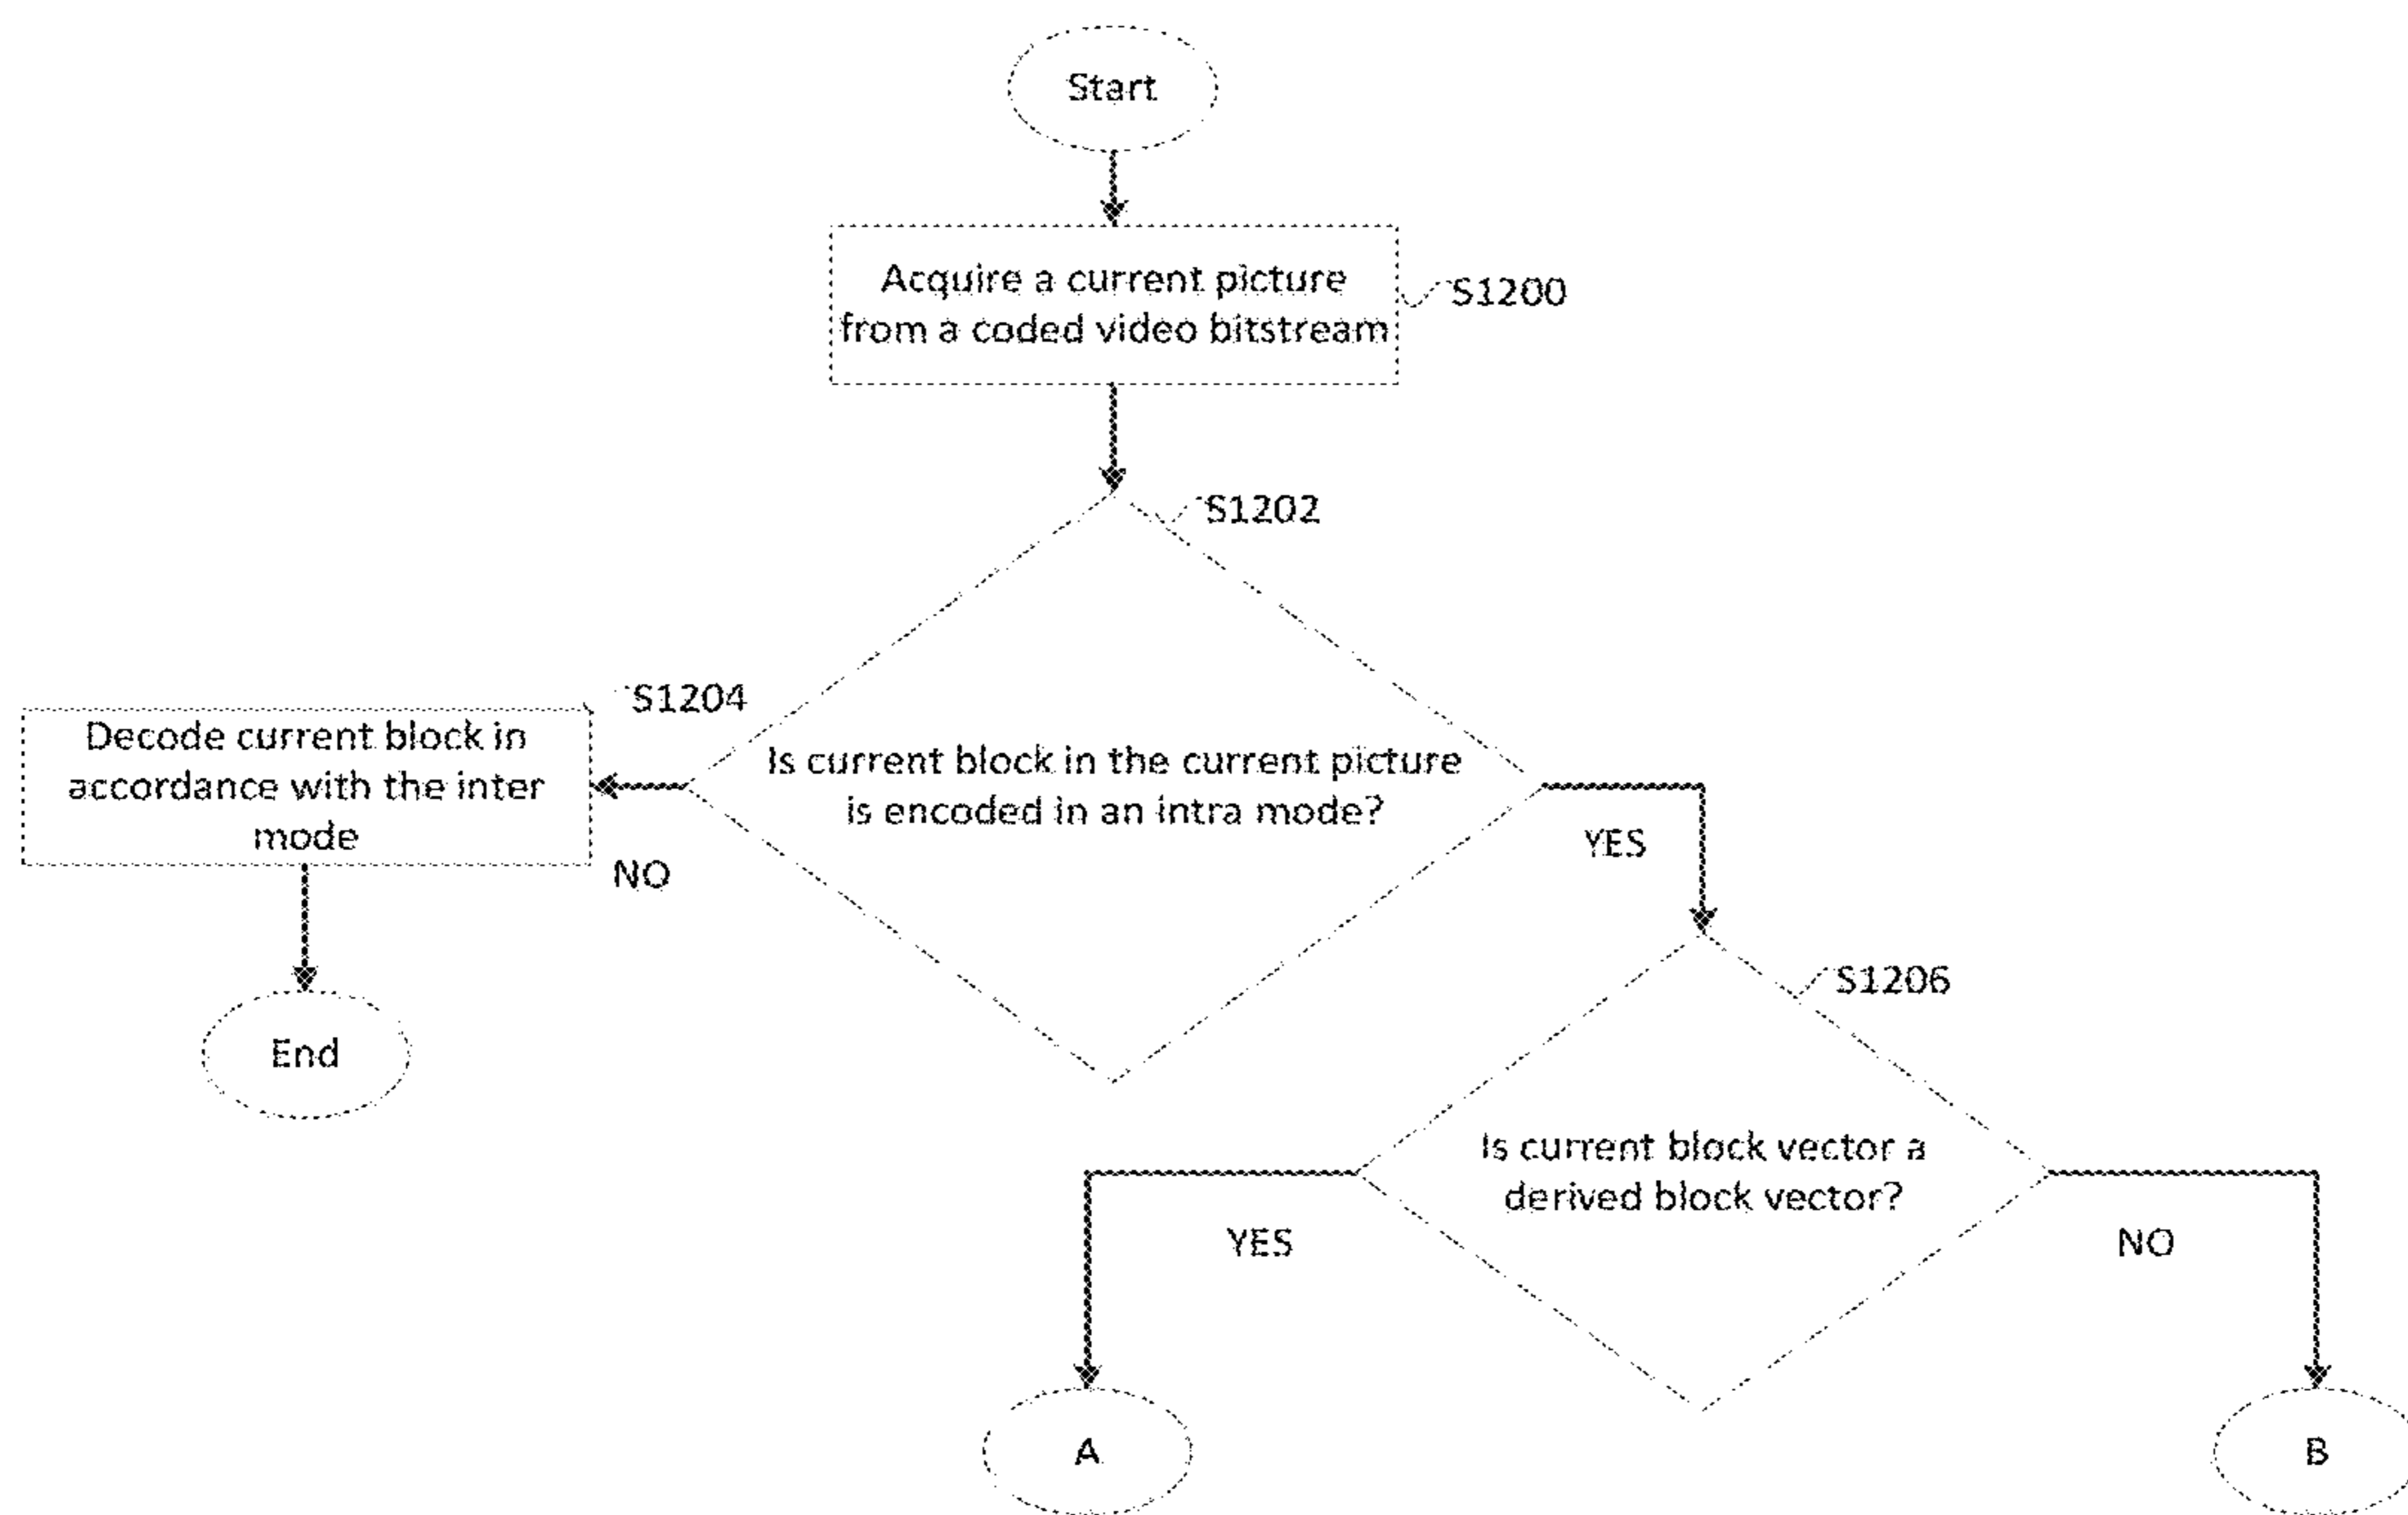 Start
Acquire a current picture
from a coded video bitstream
S1200
S1202
Is current block in the current picture
is encoded in an intra mode?
S1204
Decode current block in
accordance with the inter
mode
NO
YES
End
S1206
Is current block vector a
derived block vector?
YES
NO
A
B